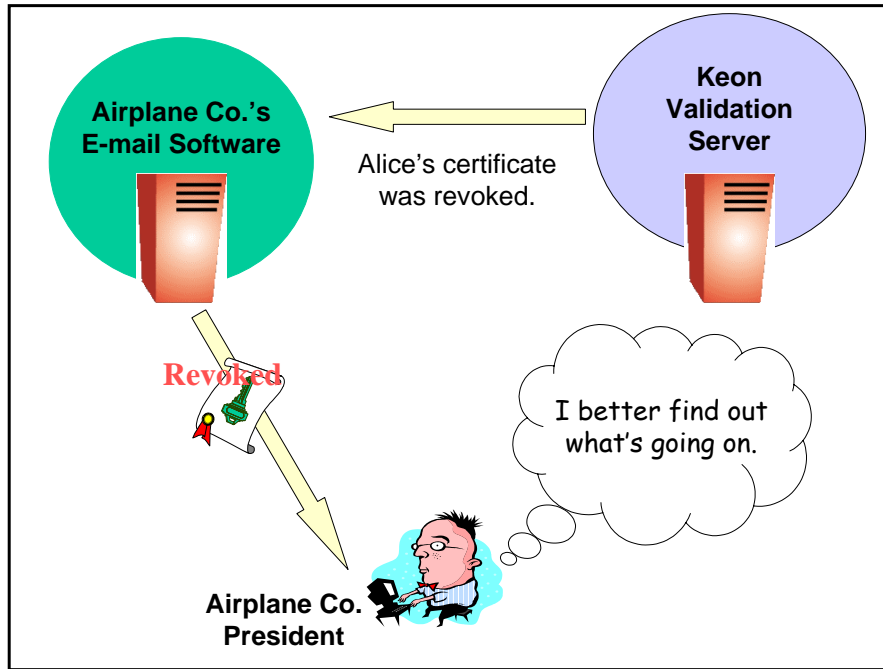 Airplane Co.'s
E-mail Software
Keon
Validation
Server
Alice's certificate
was revoked.
Revoked
I better find out
what's going on.
Airplane Co.
President